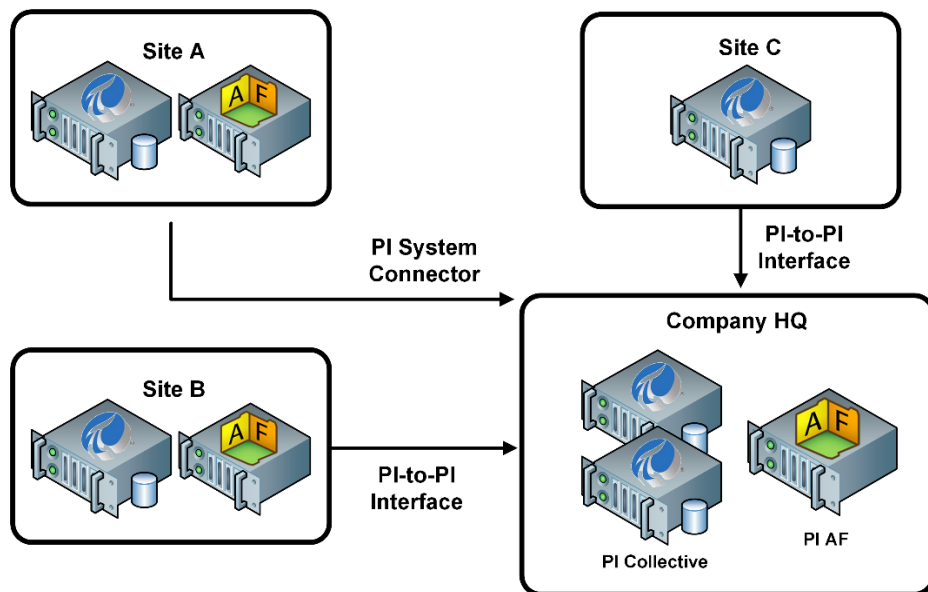 Site A
A F
Site C
PI System
Connector
PI-to-PI
Interface
Company HQ
Site B
A F
PI-to-PI
Interface
A F
PI Collective
PI AF